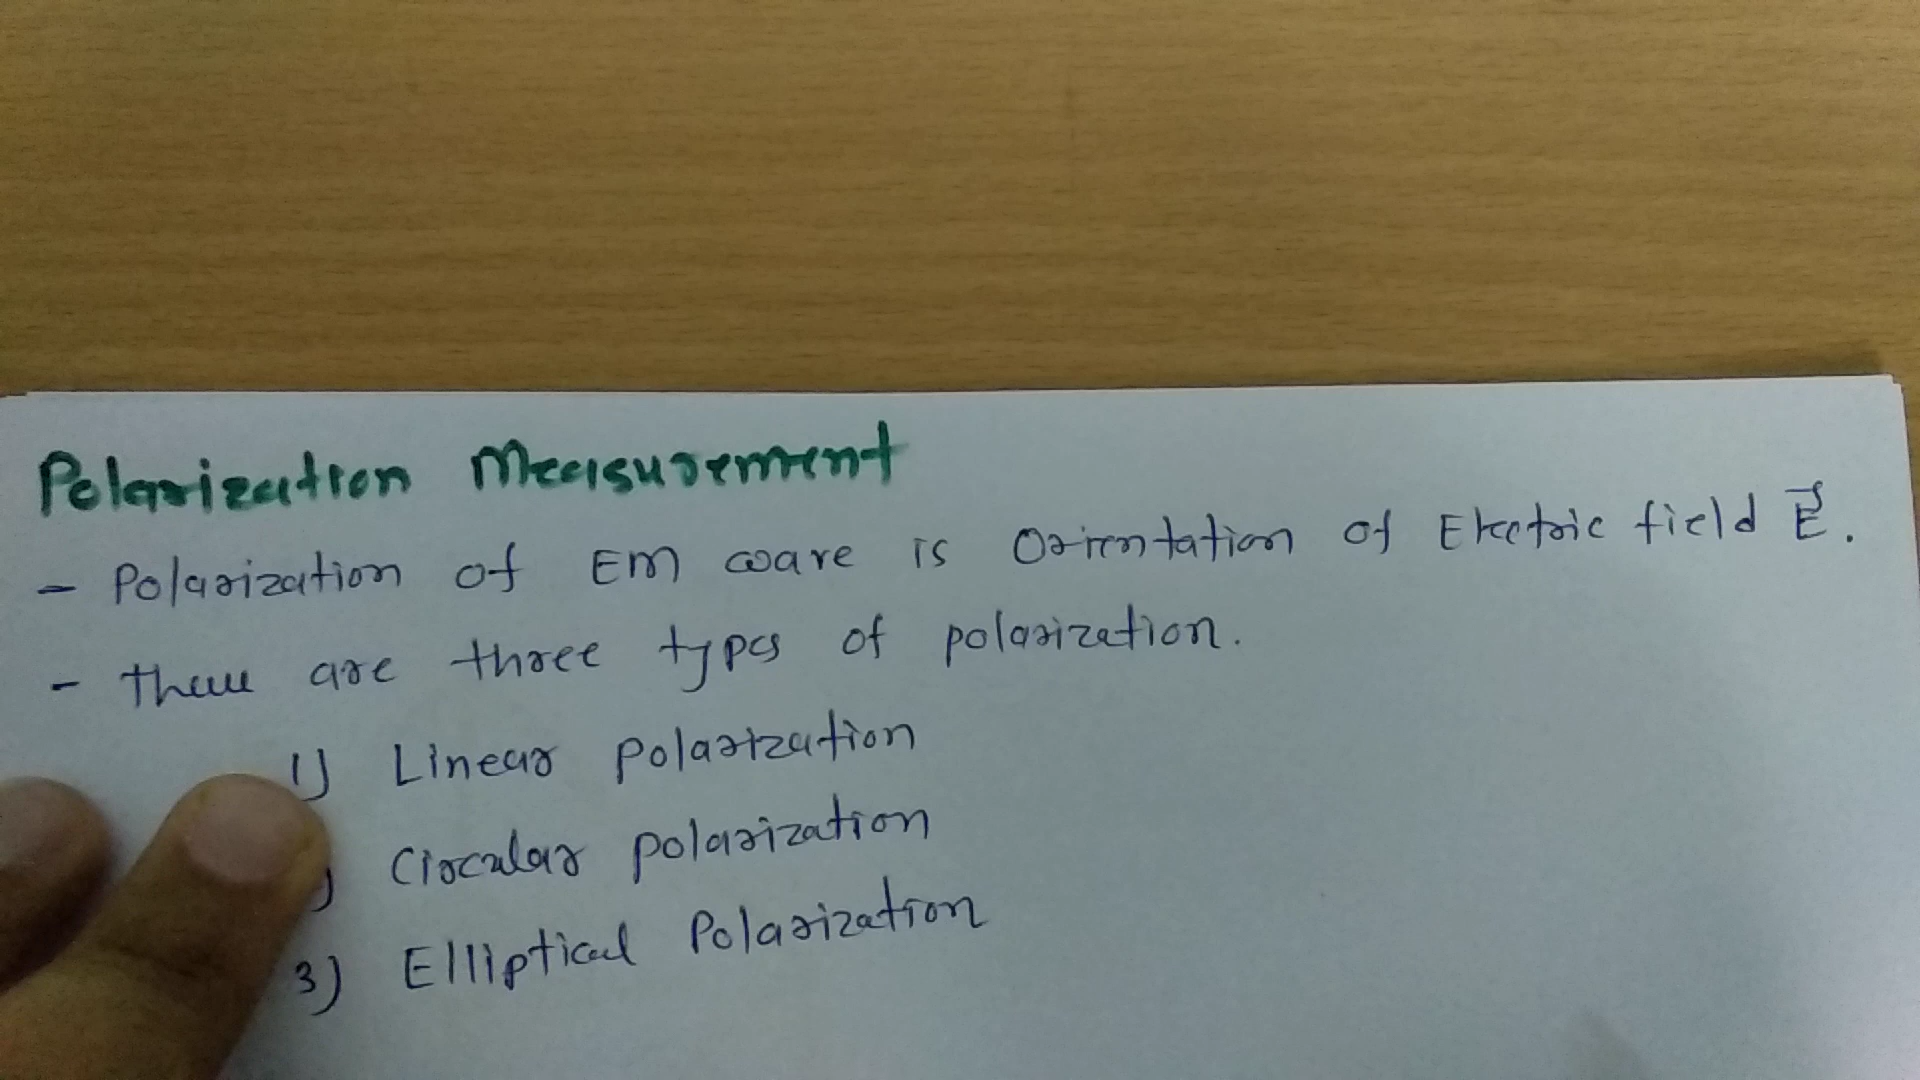 Polarization Measurement
- Polarization of EM wave is Orientation of Electric field E⃗.
- There are three types of polarization.
1) Linear polarization
) Circular polarization
3) Elliptical Polarization